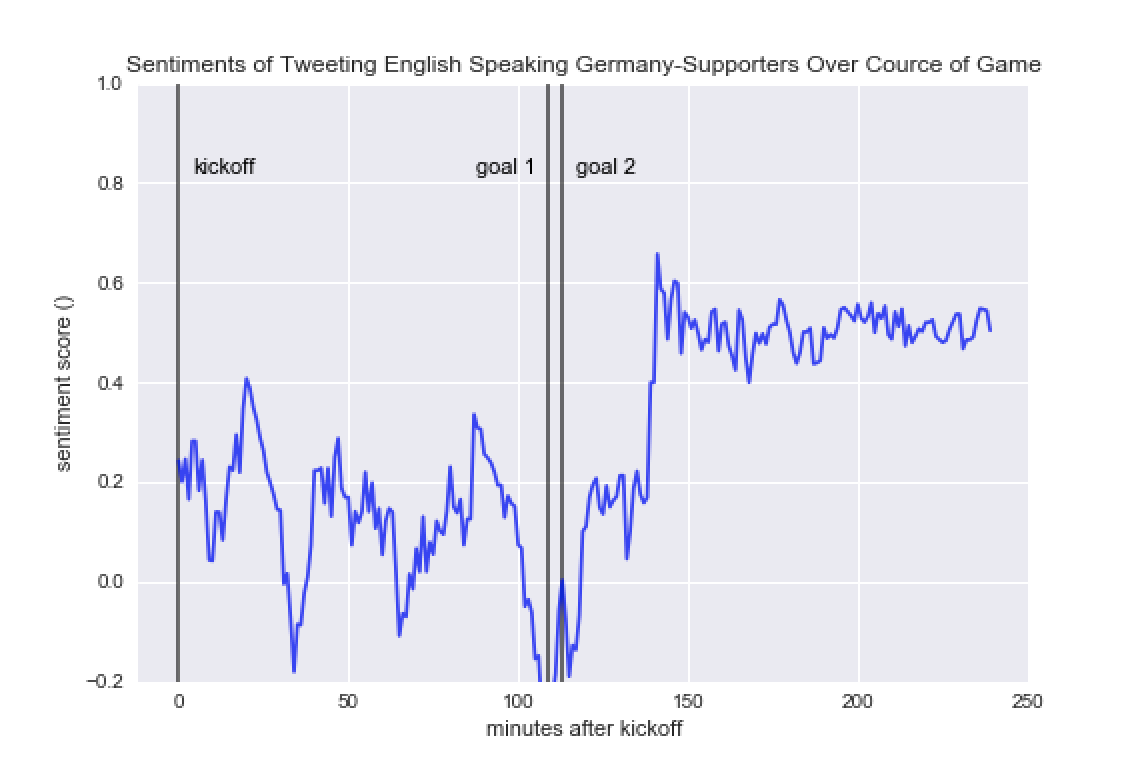 Sentiments of Tweeting English Speaking Germany-Supporters Over Cource of Game
1.0
kickoff
goal 1
goal 2
0.8
0.6
sentiment score ()
0.4
0.2
0.0
−0.2
0
50
100
150
200
250
minutes after kickoff